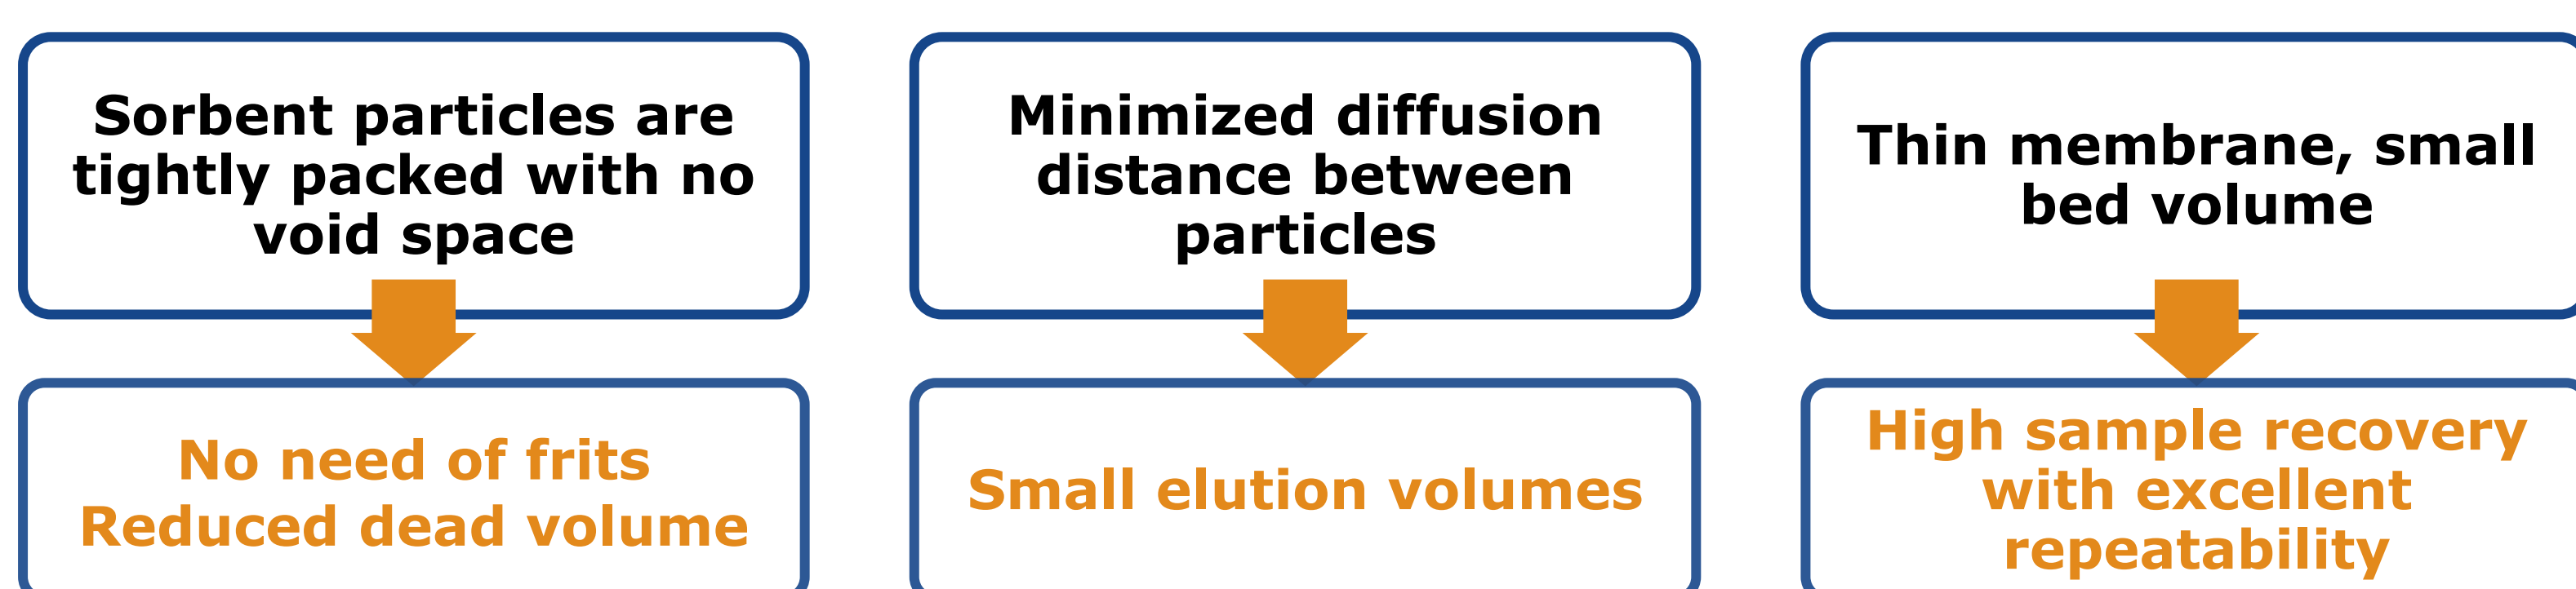 Sorbent particles are
tightly packed with no
void space
Minimized diffusion
distance between
particles
Thin membrane, small
bed volume
No need of frits
Reduced dead volume
Small elution volumes
High sample recovery
with excellent
repeatability